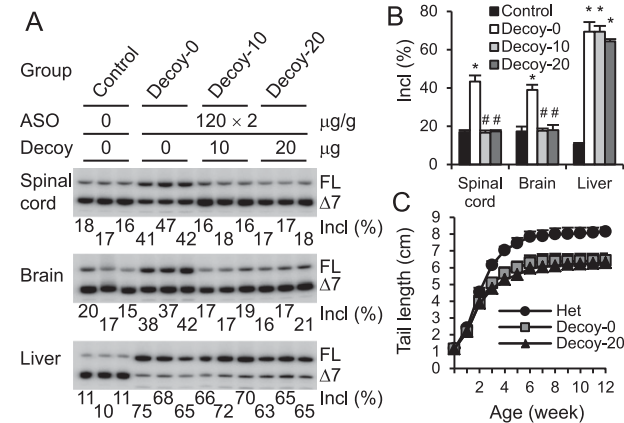 A
Group
Control
Decoy-0
Decoy-10
Decoy-20
ASO 0 120 × 2 μg/g
Decoy 0 0 10 20 μg
Spinal cord
FL
Δ7
18 17 16 41 47 42 16 18 16 17 17 18 Incl (%)
Brain
FL
Δ7
20 17 15 38 37 42 17 17 19 16 17 21 Incl (%)
Liver
FL
Δ7
11 10 11 75 68 65 66 72 70 63 65 65 Incl (%)
B
Control
Decoy-0
Decoy-10
Decoy-20
Incl (%)
80
60
40
20
0
* # #
* # #
* * *
Spinal cord
Brain
Liver
C
Tail length (cm)
9
8
7
6
5
4
3
2
1
0
Het
Decoy-0
Decoy-20
2 4 6 8 10 12
Age (week)